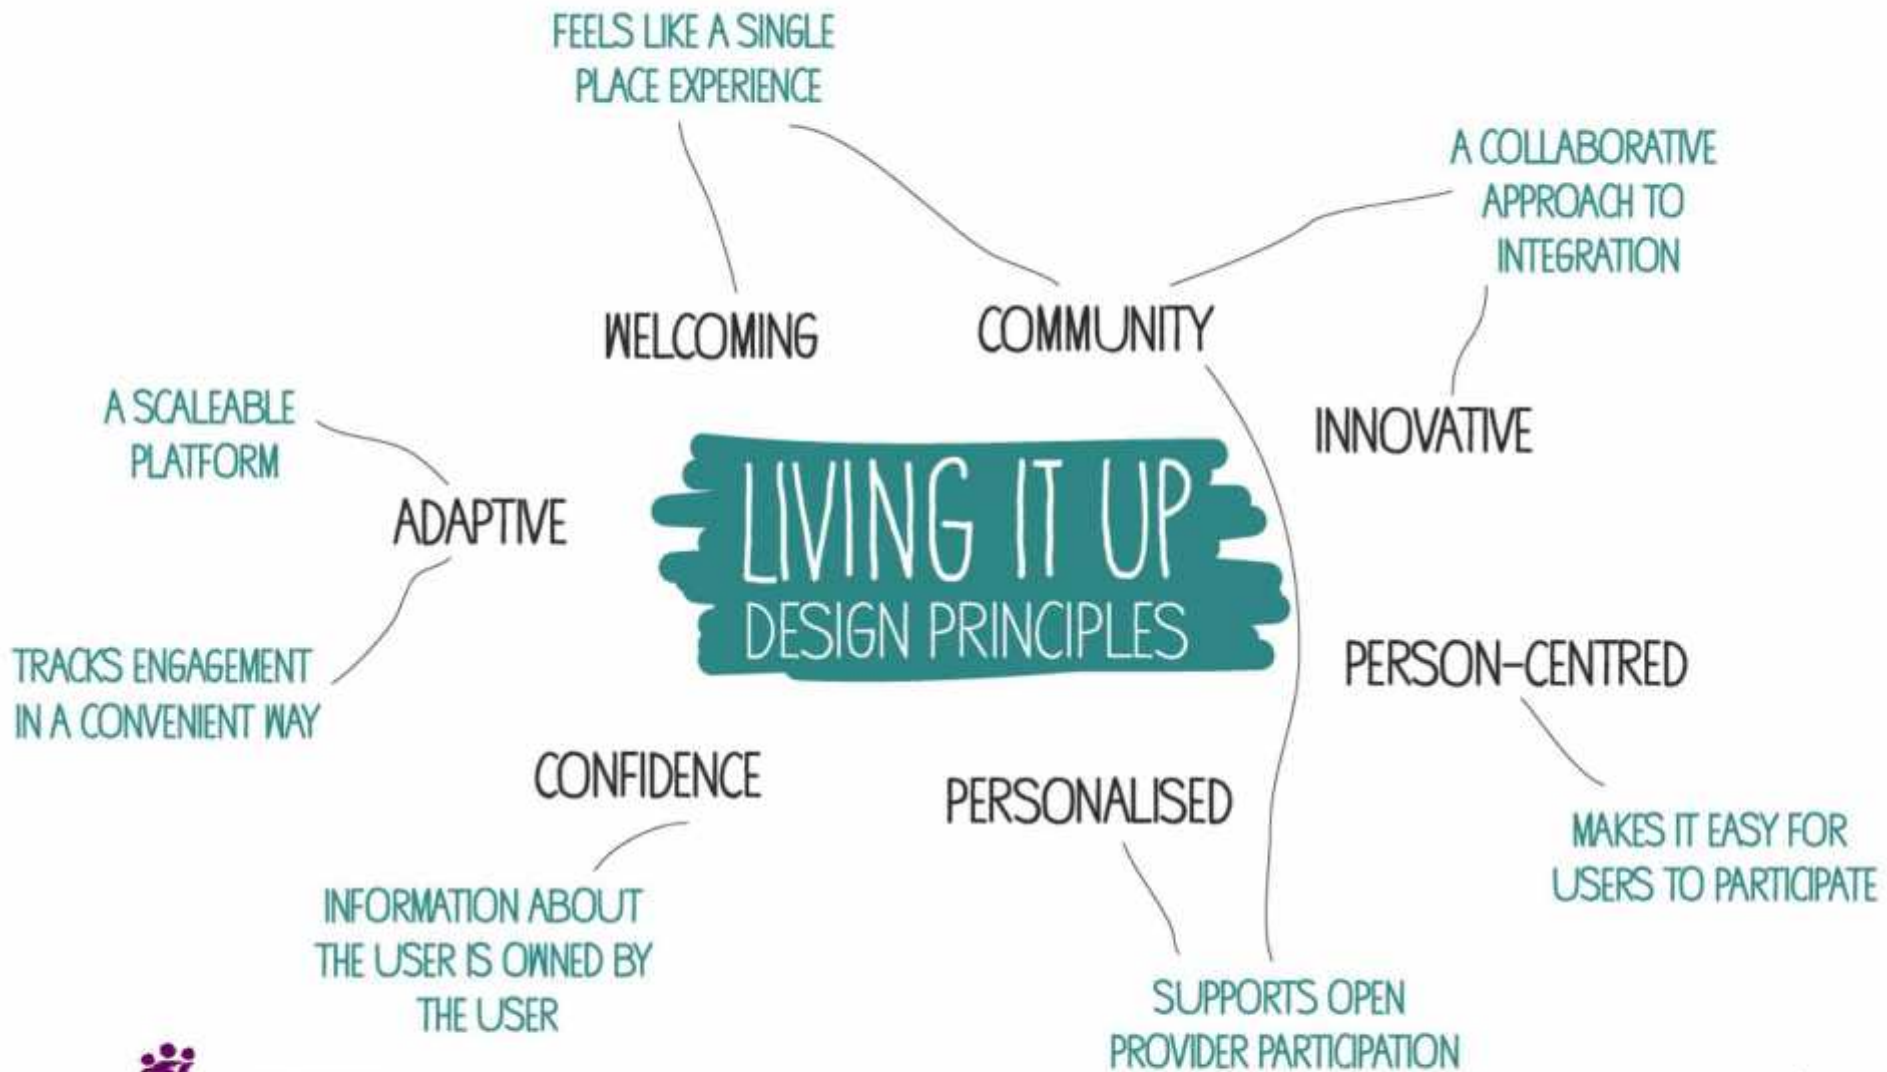 FEELS LIKE A SINGLE
PLACE EXPERIENCE
A COLLABORATIVE
APPROACH TO
INTEGRATION
WELCOMING
COMMUNITY
INNOVATIVE
A SCALEABLE
PLATFORM
ADAPTIVE
LIVING IT UP
DESIGN PRINCIPLES
TRACKS ENGAGEMENT
IN A CONVENIENT WAY
PERSON-CENTRED
CONFIDENCE
PERSONALISED
MAKES IT EASY FOR
USERS TO PARTICIPATE
INFORMATION ABOUT
THE USER IS OWNED BY
THE USER
SUPPORTS OPEN
PROVIDER PARTICIPATION